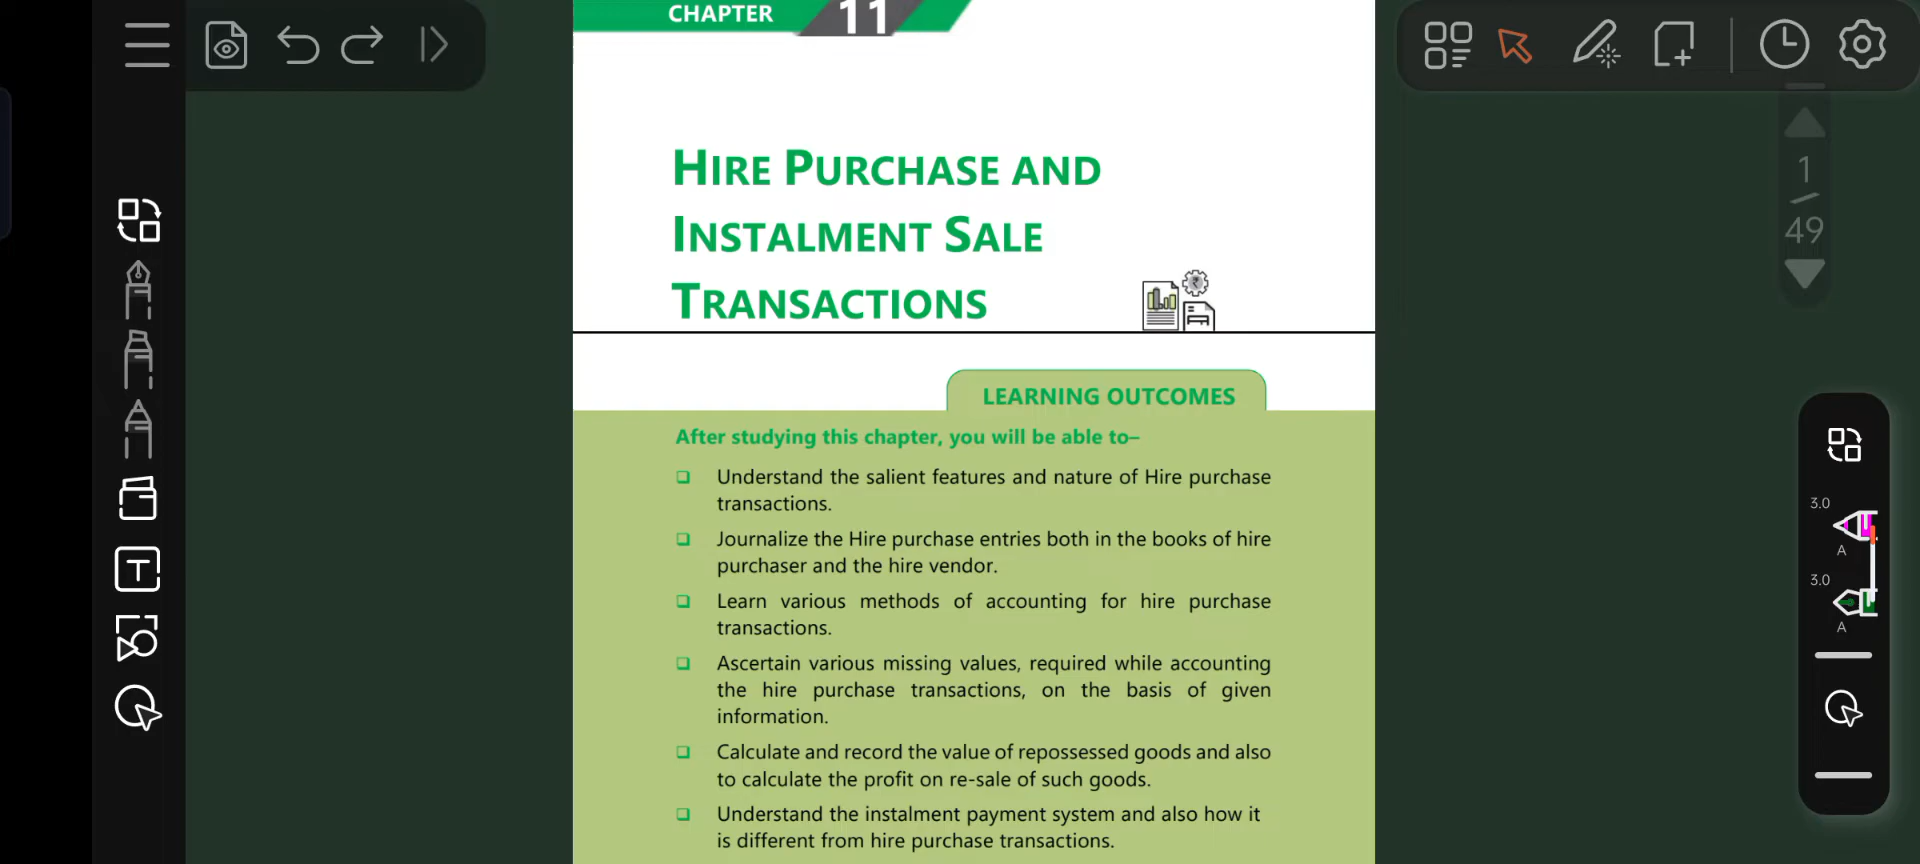 CHAPTER 11
HIRE PURCHASE AND
INSTALMENT SALE
TRANSACTIONS
LEARNING OUTCOMES
After studying this chapter, you will be able to–
Understand the salient features and nature of Hire purchase
transactions.
Journalize the Hire purchase entries both in the books of hire
purchaser and the hire vendor.
Learn various methods of accounting for hire purchase
transactions.
Ascertain various missing values, required while accounting
the hire purchase transactions, on the basis of given
information.
Calculate and record the value of repossessed goods and also
to calculate the profit on re-sale of such goods.
Understand the instalment payment system and also how it
is different from hire purchase transactions.
T
1
49
3.0
A
3.0
A